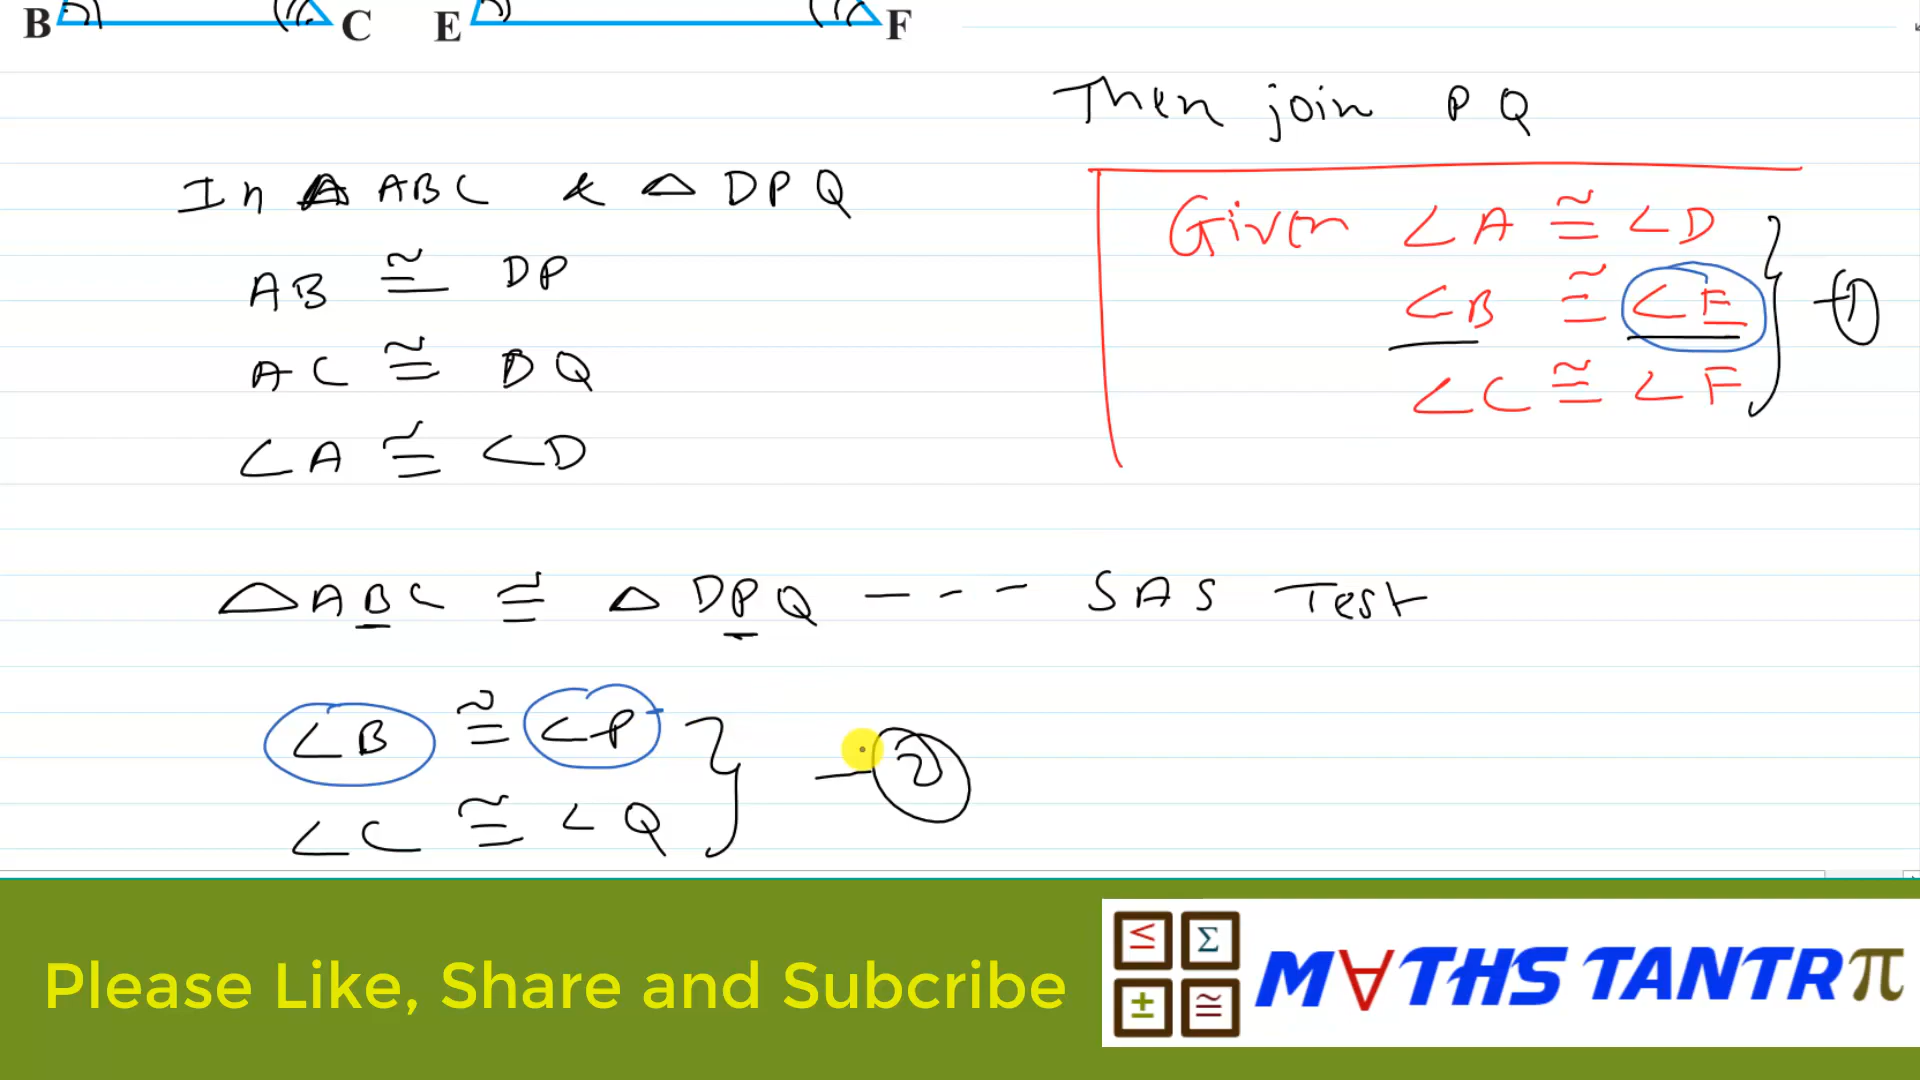 B C E F
Then join PQ
In △ ABC & △ DPQ
AB ≅ DP
AC ≅ DQ
∠A ≅ ∠D
Given ∠A ≅ ∠D
∠B ≅ ∠E
∠C ≅ ∠F
①
△ABC ≅ △DPQ --- SAS Test
∠B ≅ ∠P
∠C ≅ ∠Q
— ②
Please Like, Share and Subcribe
≤ Σ ± ≅
M∀THS TANTRπ